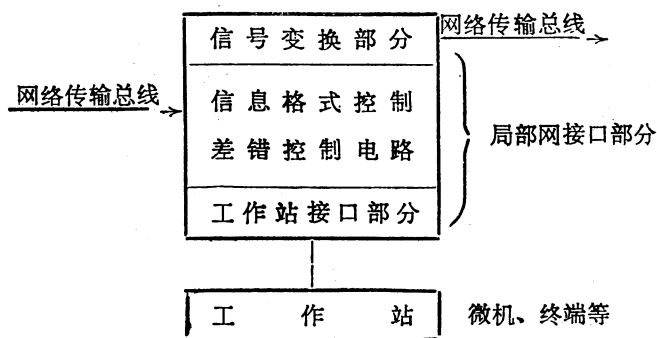 信号变换部分
网络传输总线
网络传输总线
信息格式控制
差错控制电路
局部网接口部分
工作站接口部分
工作站
微机、终端等